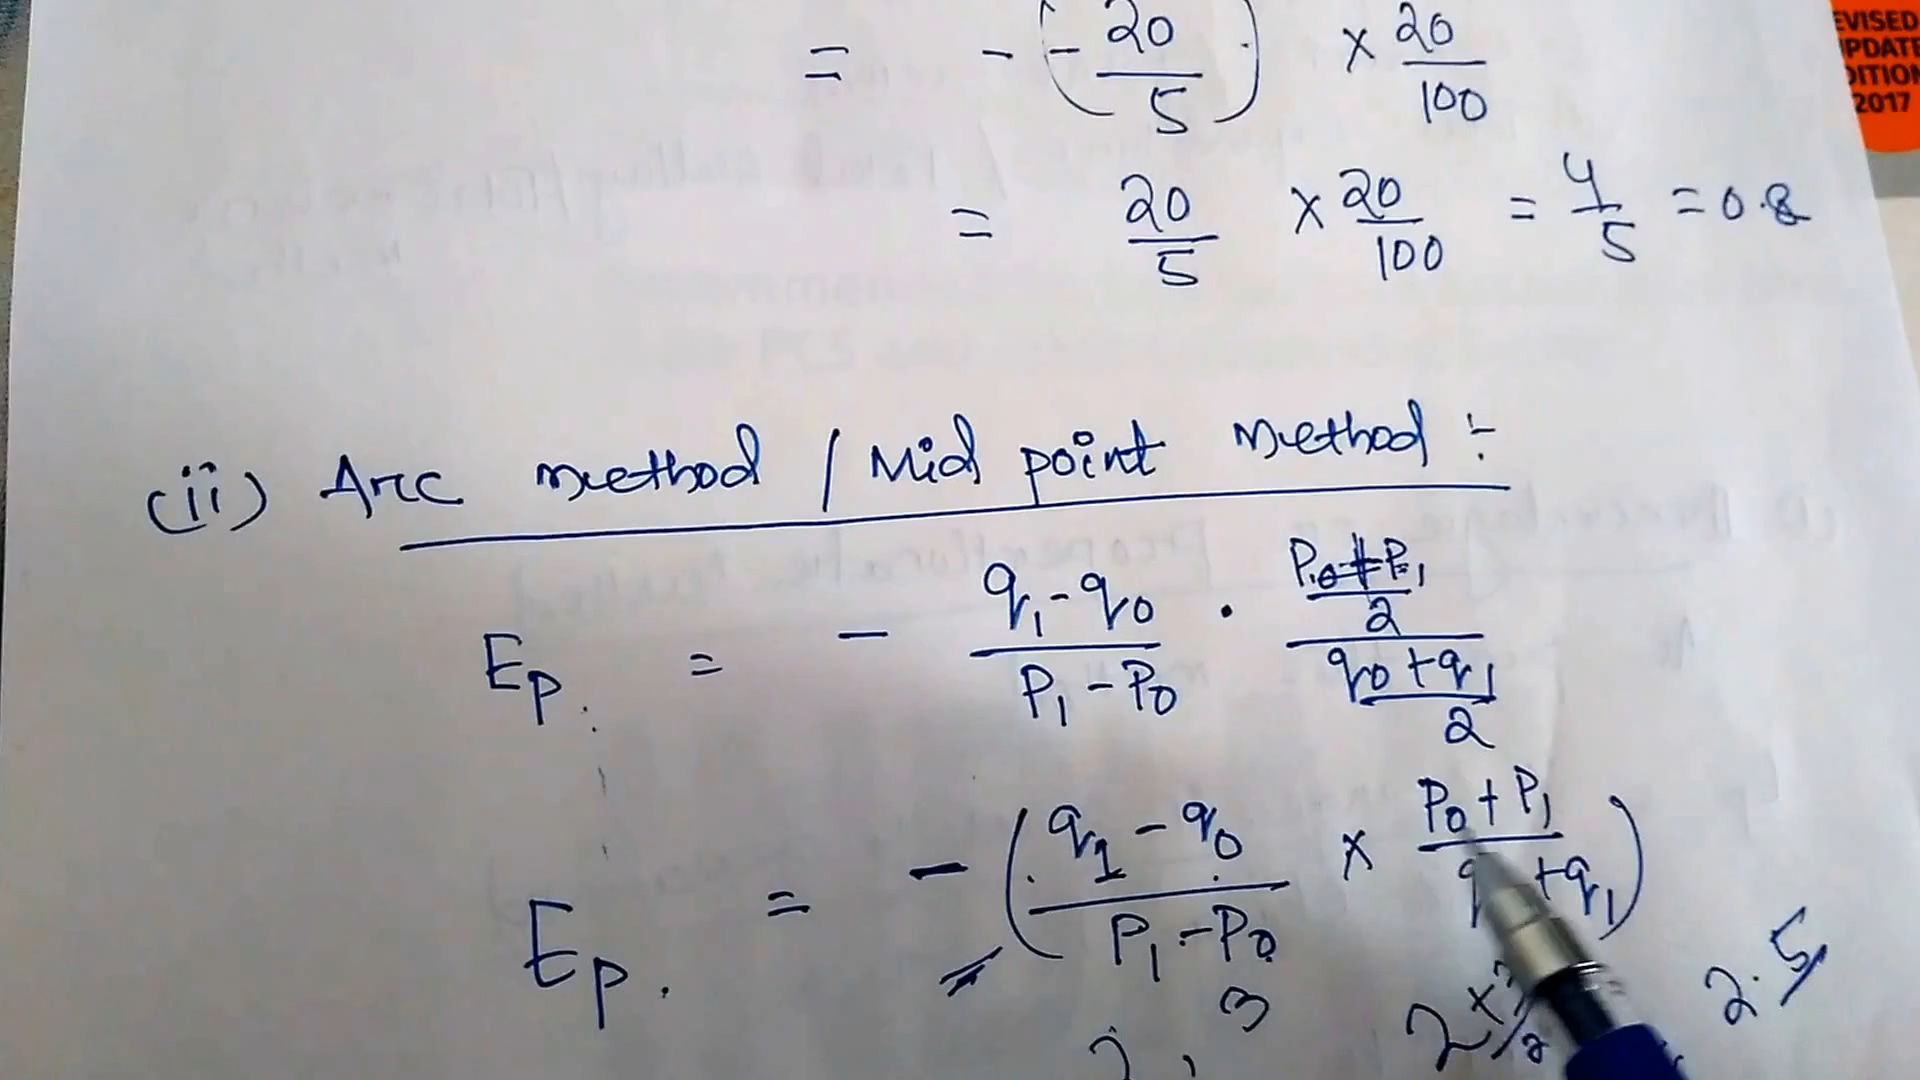 = - (- 20/5) × 20/100
= 20/5 × 20/100 = 4/5 = 0.8
EVISED
UPDATE
DITION
2017
(ii) Arc method / Mid point method :-
Ep. = - (q1 - q0)/(P1 - P0) · ((P0 + P1)/2)/((q0 + q1)/2)
Ep. = - ((q1 - q0)/(P1 - P0) × (P0 + P1)/(q + q1))
3
2.5